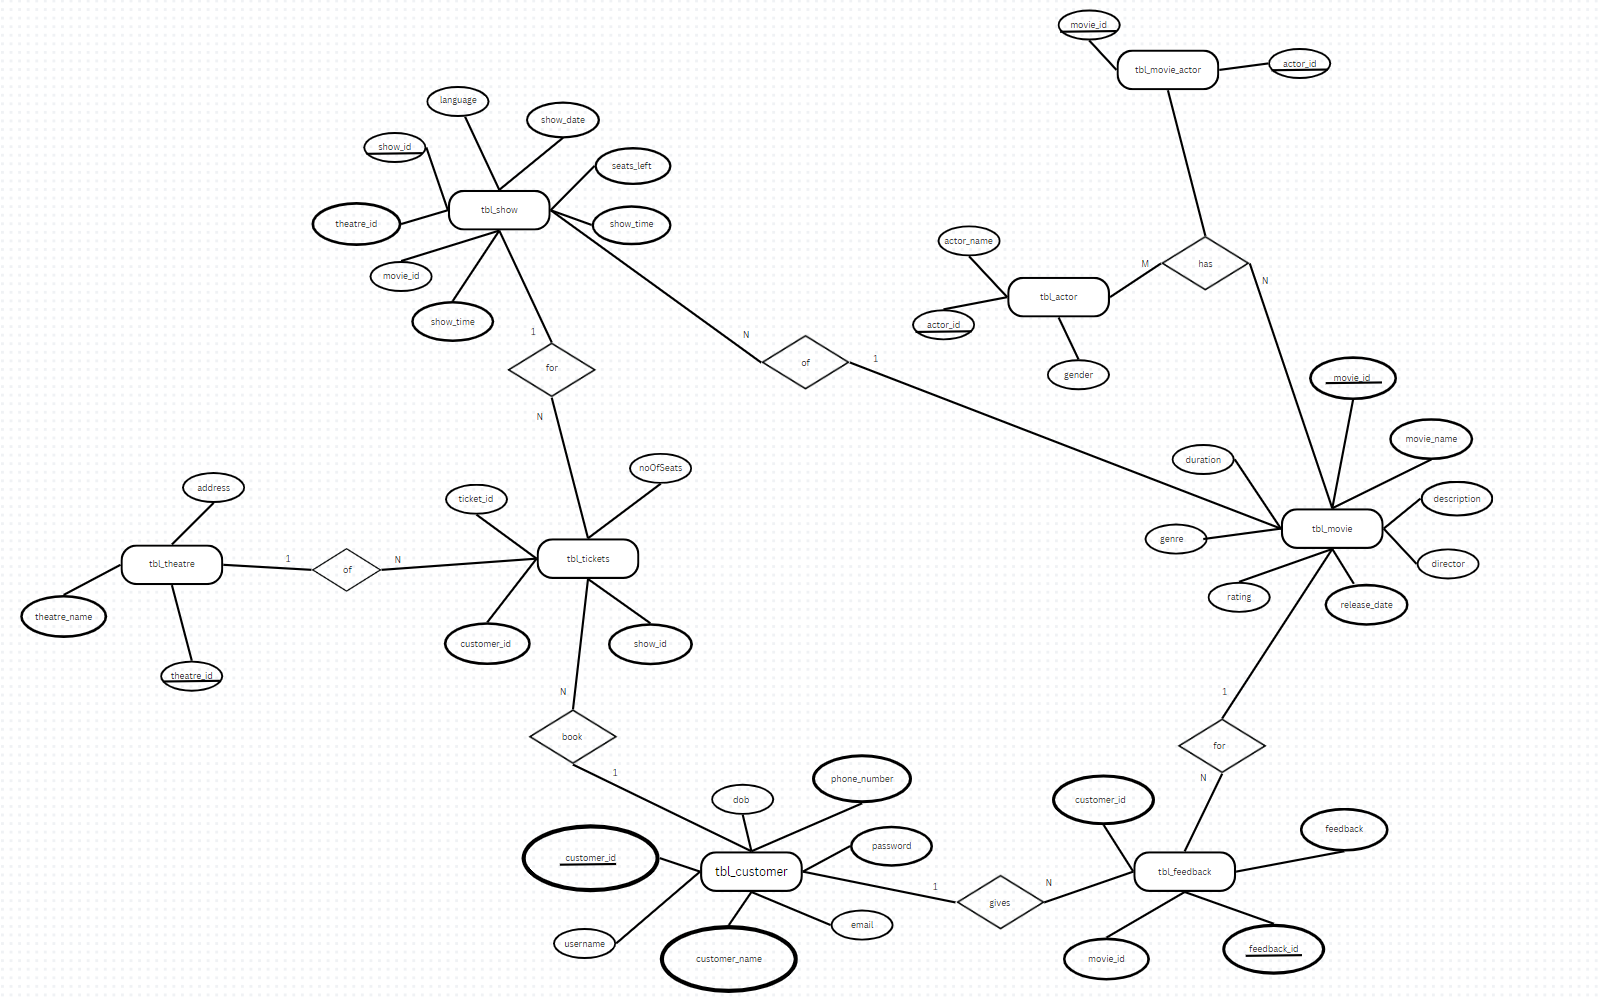 movie_id
tbl_movie_actor
actor_id
language
show_date
show_id
seats_left
tbl_show
theatre_id
show_time
movie_id
show_time
actor_name
has
M
N
tbl_actor
actor_id
gender
1
for
N
N
of
1
movie_id
movie_name
duration
description
tbl_movie
genre
director
rating
release_date
address
noOfSeats
ticket_id
tbl_theatre
1
of
N
tbl_tickets
theatre_name
customer_id
show_id
theatre_id
N
book
1
1
for
N
dob
phone_number
customer_id
password
tbl_customer
username
customer_name
email
1
gives
N
customer_id
feedback
tbl_feedback
movie_id
feedback_id